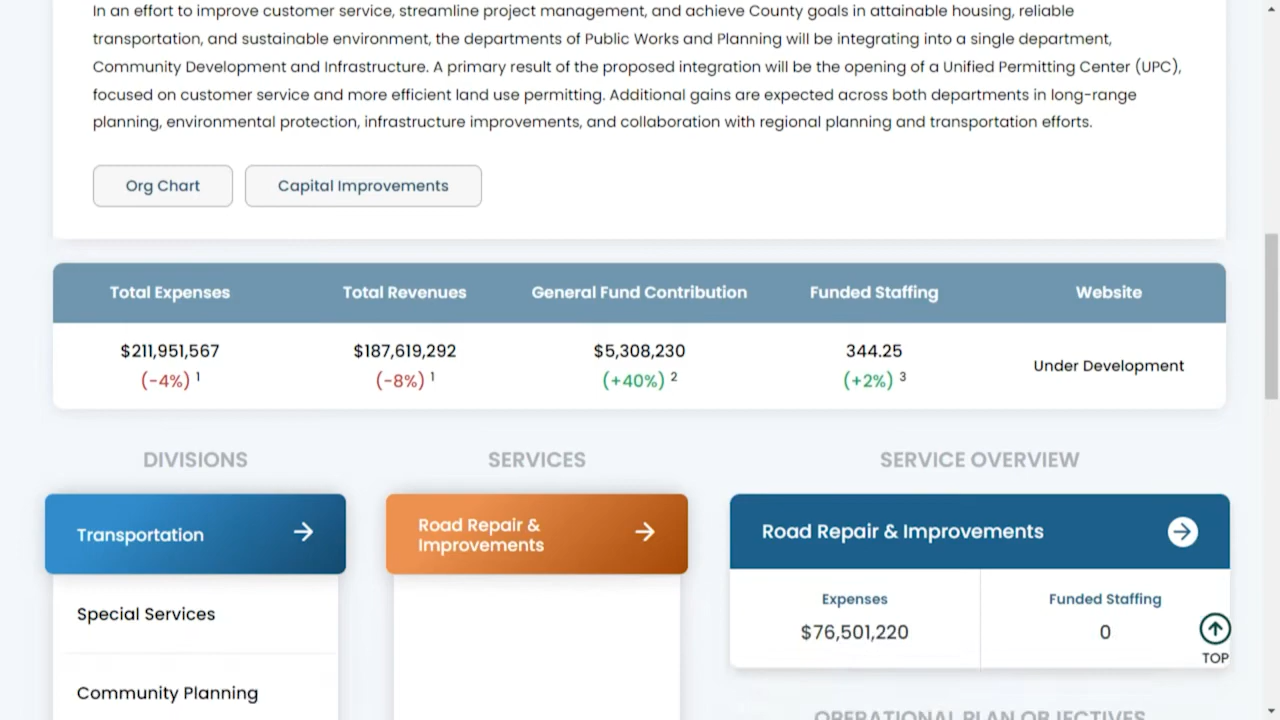 In an effort to improve customer service, streamline project management, and achieve County goals in attainable housing, reliable
transportation, and sustainable environment, the departments of Public Works and Planning will be integrating into a single department,
Community Development and Infrastructure. A primary result of the proposed integration will be the opening of a Unified Permitting Center (UPC),
focused on customer service and more efficient land use permitting. Additional gains are expected across both departments in long-range
planning, environmental protection, infrastructure improvements, and collaboration with regional planning and transportation efforts.
Org Chart Capital Improvements
Total Expenses Total Revenues General Fund Contribution Funded Staffing Website
$211,951,567 $187,619,292 $5,308,230 344.25
(-4%) 1 (-8%) 1 (+40%) 2 (+2%) 3 Under Development
DIVISIONS SERVICES SERVICE OVERVIEW
Transportation
Special Services
Community Planning
Road Repair &
Improvements
Road Repair & Improvements
Expenses Funded Staffing
$76,501,220 0
TOP
OPERATIONAL PLAN OBJECTIVES